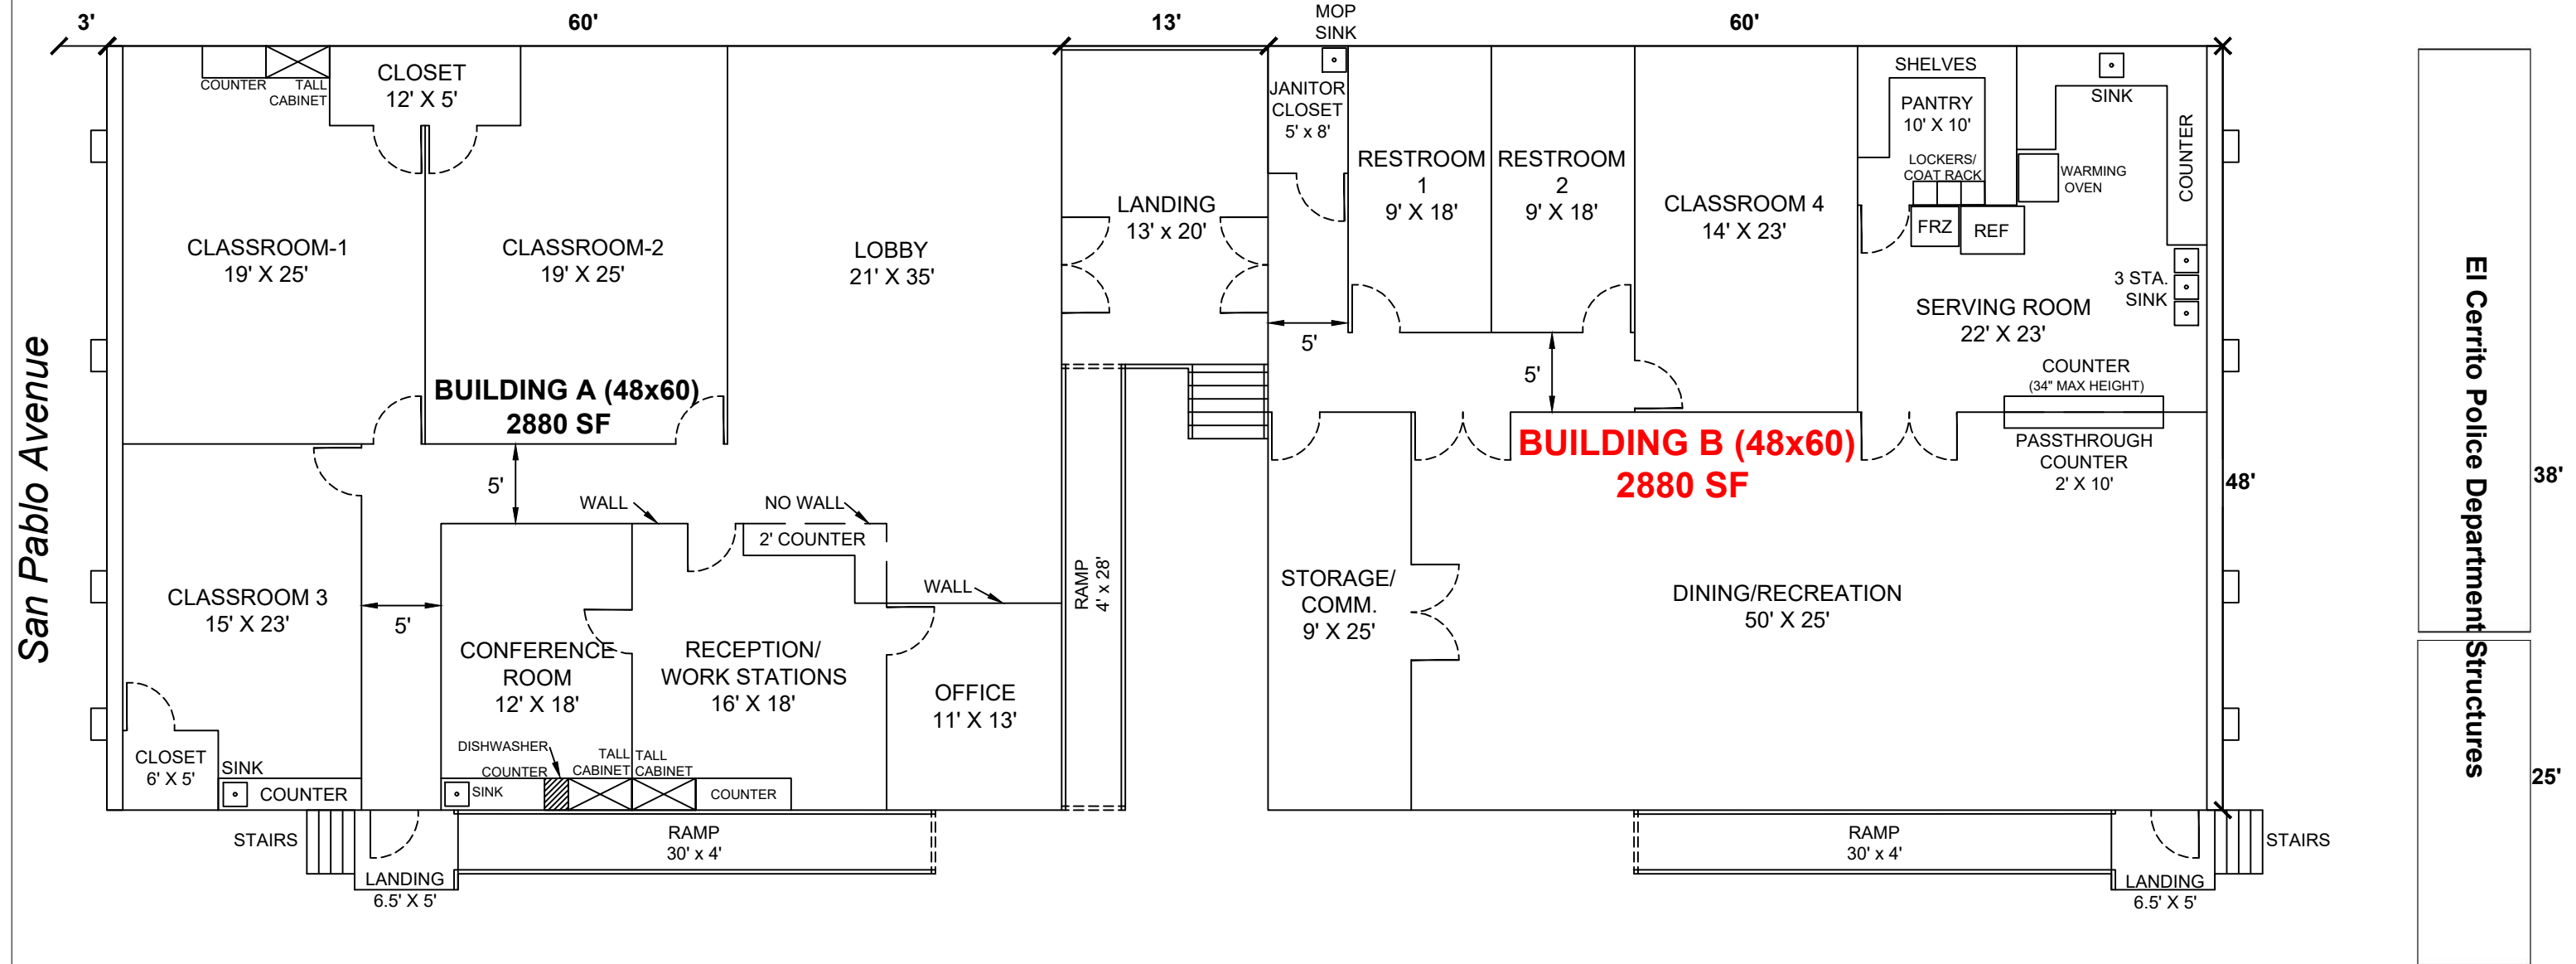 3'
60'
13'
MOP
SINK
60'
COUNTER
TALL
CABINET
CLOSET
12' X 5'
CLASSROOM-1
19' X 25'
CLASSROOM-2
19' X 25'
LOBBY
21' X 35'
BUILDING A (48x60)
2880 SF
San Pablo Avenue
5'
WALL
NO WALL
2' COUNTER
WALL
CLASSROOM 3
15' X 23'
5'
CONFERENCE
ROOM
12' X 18'
RECEPTION/
WORK STATIONS
16' X 18'
OFFICE
11' X 13'
CLOSET
6' X 5'
SINK
COUNTER
DISHWASHER
COUNTER
SINK
TALL
CABINET
TALL
CABINET
COUNTER
STAIRS
LANDING
6.5' X 5'
RAMP
30' x 4'
LANDING
13' x 20'
RAMP
4' x 28'
JANITOR
CLOSET
5' x 8'
RESTROOM
1
9' X 18'
RESTROOM
2
9' X 18'
CLASSROOM 4
14' X 23'
SHELVES
PANTRY
10' X 10'
LOCKERS/
COAT RACK
FRZ
REF
SINK
WARMING
OVEN
COUNTER
3 STA.
SINK
SERVING ROOM
22' X 23'
COUNTER
(34" MAX HEIGHT)
PASSTHROUGH
COUNTER
2' X 10'
5'
5'
BUILDING B (48x60)
2880 SF
48'
STORAGE/
COMM.
9' X 25'
DINING/RECREATION
50' X 25'
RAMP
30' x 4'
LANDING
6.5' X 5'
STAIRS
El Cerrito Police Department Structures
38'
25'